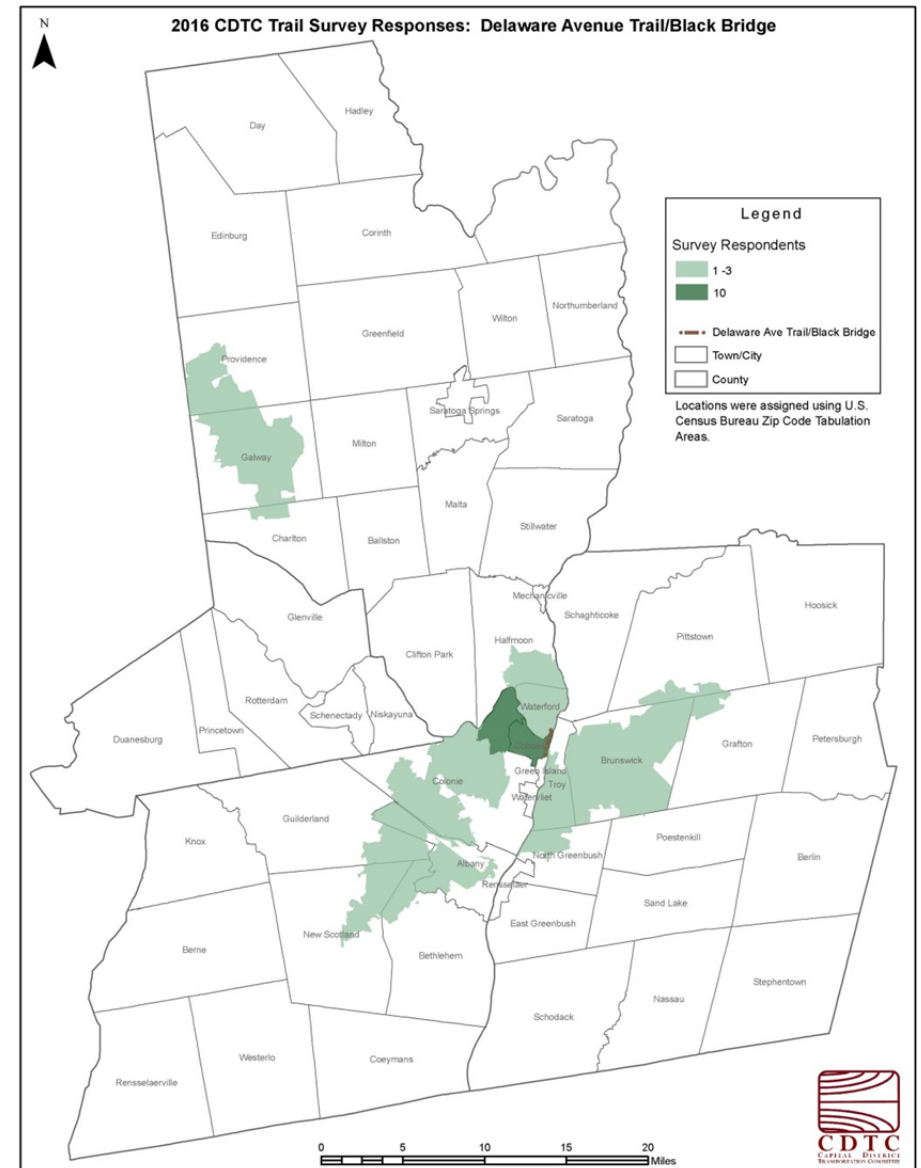 N
2016 CDTC Trail Survey Responses: Delaware Avenue Trail/Black Bridge
Hadley
Day
Edinburg
Corinth
Legend
Survey Respondents
1 -3
10
Delaware Ave Trail/Black Bridge
Town/City
County
Locations were assigned using U.S.
Census Bureau Zip Code Tabulation
Areas.
Northumberland
Wilton
Greenfield
Providence
Saratoga Springs
Saratoga
Milton
Galway
Malta
Stillwater
Charlton
Ballston
Mechanicville
Schaghticoke
Hoosick
Glenville
Halfmoon
Pittstown
Clifton Park
Rotterdam
Waterford
Schenectady
Niskayuna
Princetown
Duanesburg
Petersburgh
Grafton
Cohoes
Brunswick
Green Island
Colonie
Troy
Watervliet
Guilderland
Knox
Poestenkill
North Greenbush
Berlin
Albany
Rensselaer
Sand Lake
East Greenbush
New Scotland
Berne
Bethlehem
Stephentown
Nassau
Schodack
Westerlo
Coeymans
Rensselaerville
0 5 10 15 20
Miles
CDTC
CAPITAL DISTRICT
TRANSPORTATION COMMITTEE